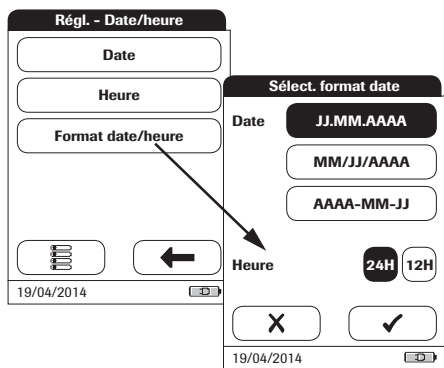 Régl. - Date/heure
Date
Heure
Format date/heure
19/04/2014
Sélect. format date
Date
JJ.MM.AAAA
MM/JJ/AAAA
AAAA-MM-JJ
Heure
24H 12H
19/04/2014